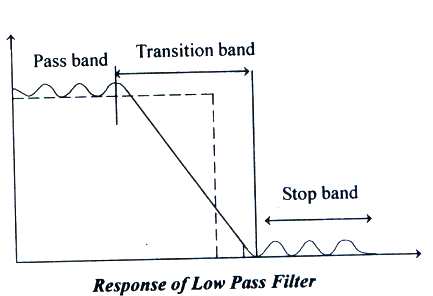 Transition band
Pass band
Stop band
Response of Low Pass Filter